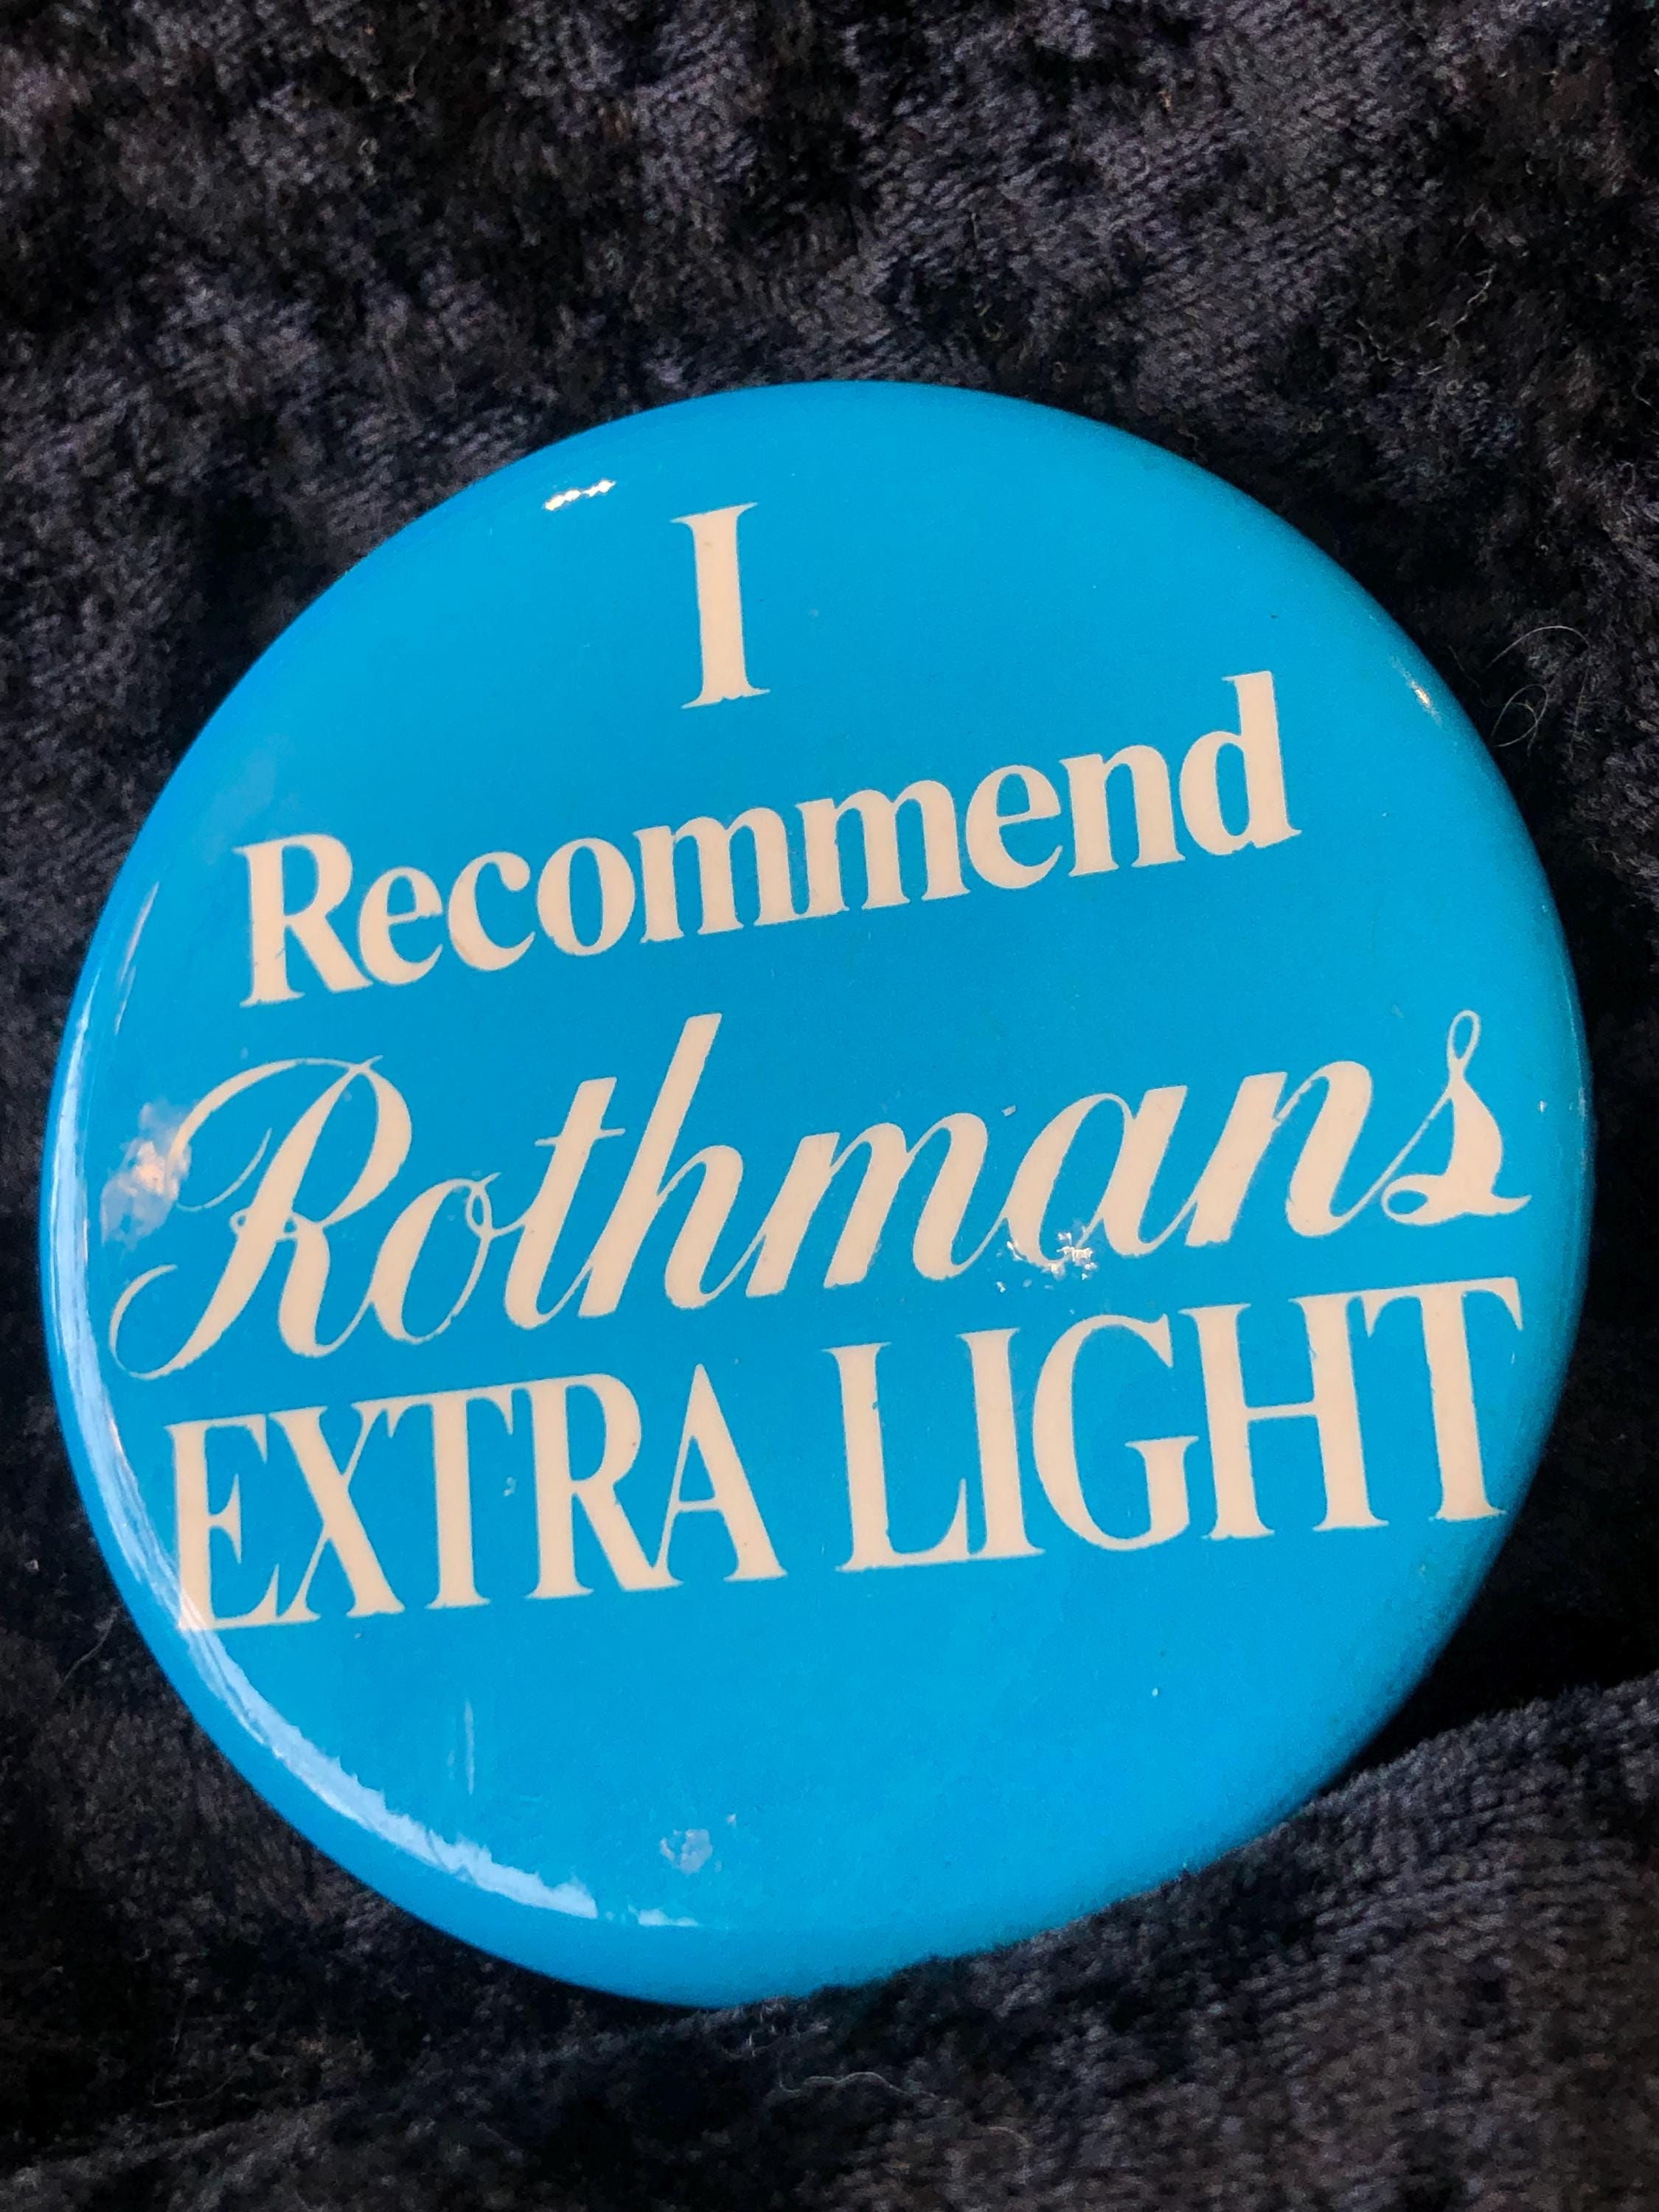 I
Recommend
Rothmans
EXTRA LIGHT